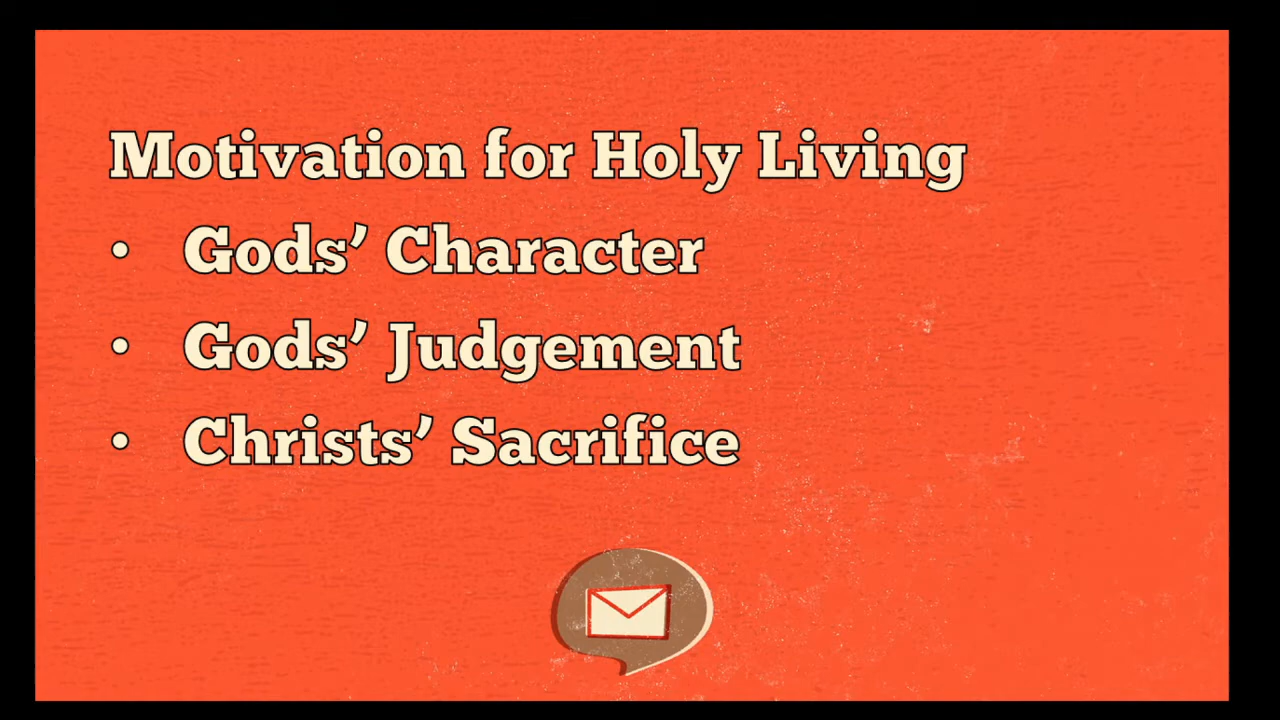 Motivation for Holy Living
• Gods’ Character
• Gods’ Judgement
• Christs’ Sacrifice